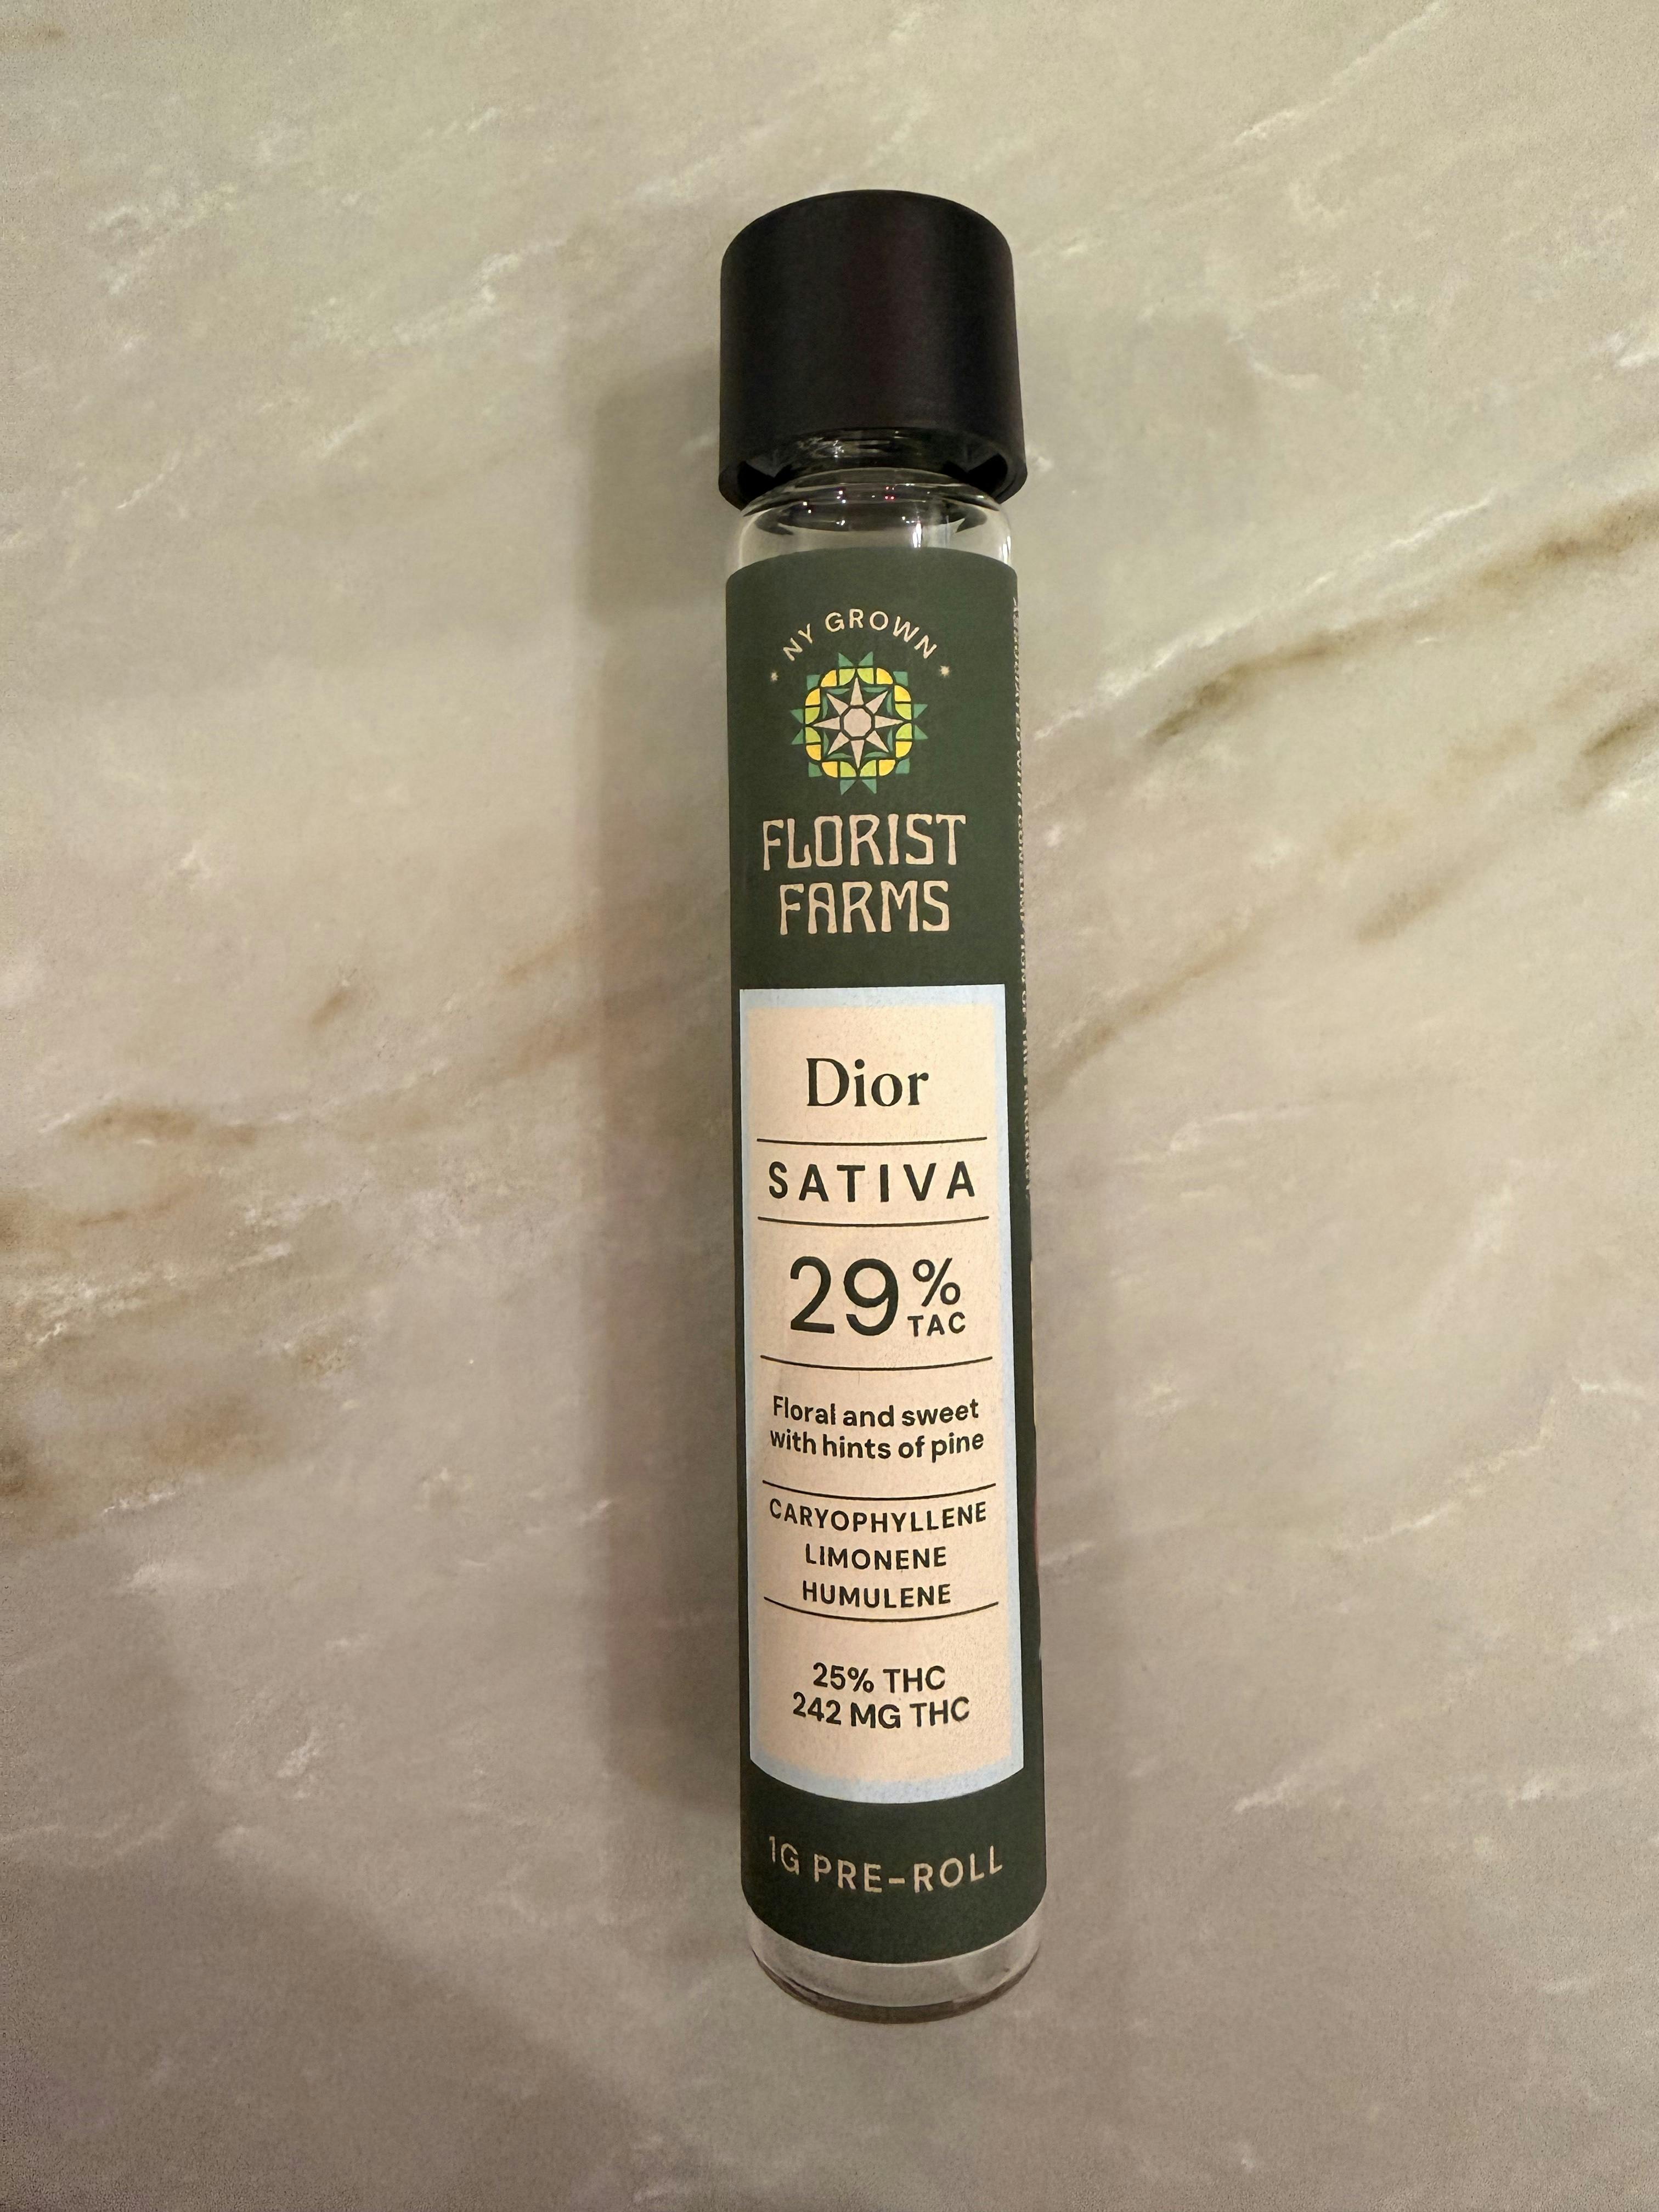 NY GROWN
FLORIST
FARMS
Dior
SATIVA
29%
TAC
Floral and sweet
with hints of pine
CARYOPHYLLENE
LIMONENE
HUMULENE
25% THC
242 MG THC
1G PRE-ROLL